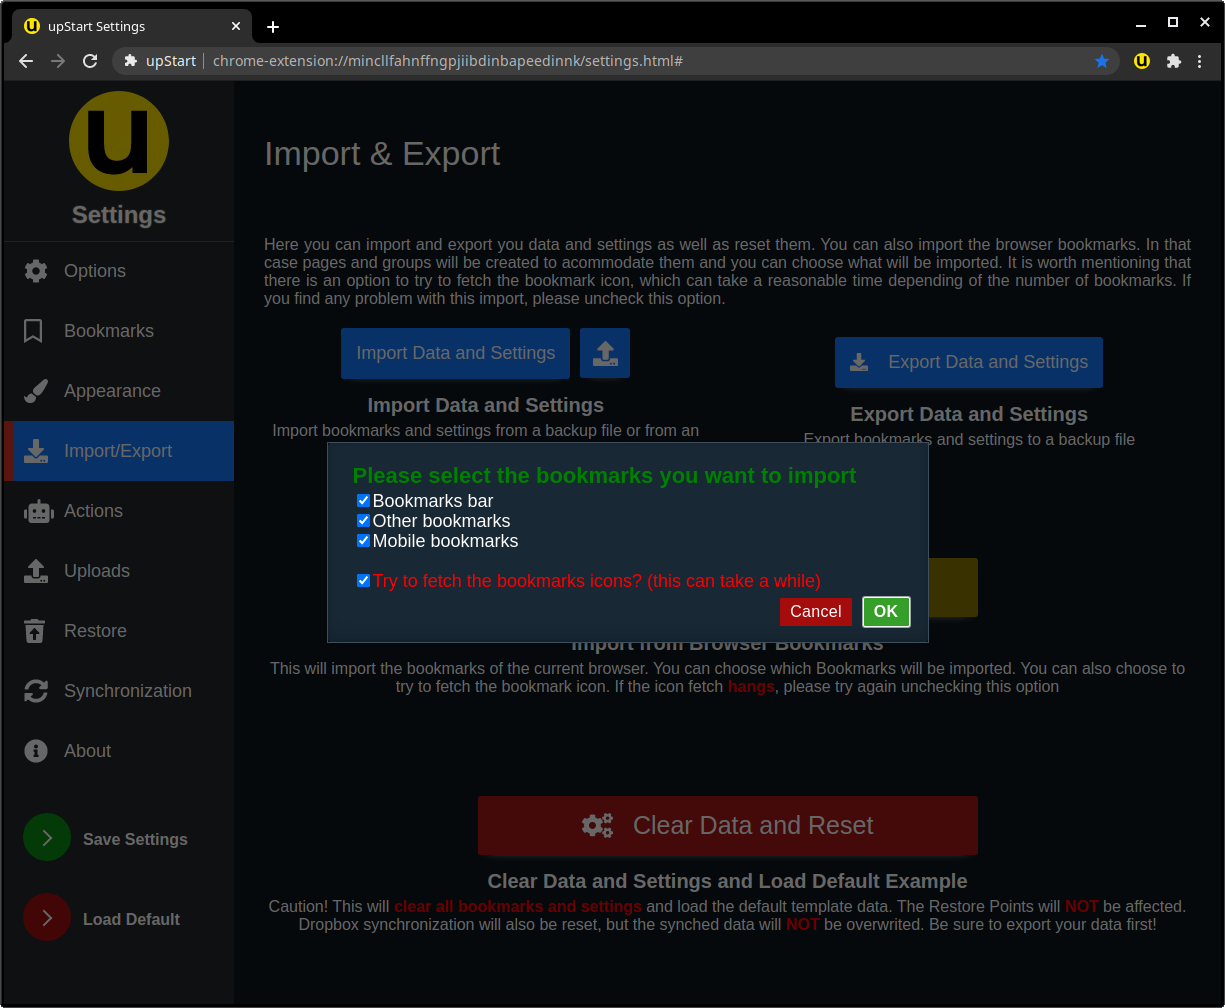 upStart Settings
upStart
chrome-extension://mincllfahnffngpjiibdinbapeedinnk/settings.html#
u
Settings
Options
Bookmarks
Appearance
Import/Export
Actions
Uploads
Restore
Synchronization
About
Save Settings
Load Default
Import & Export
Here you can import and export you data and settings as well as reset them. You can also import the browser bookmarks. In that
case pages and groups will be created to acommodate them and you can choose what will be imported. It is worth mentioning that
there is an option to try to fetch the bookmark icon, which can take a reasonable time depending of the number of bookmarks. If
you find any problem with this import, please uncheck this option.
Import Data and Settings
Export Data and Settings
Import Data and Settings
Import bookmarks and settings from a backup file or from an
Export Data and Settings
Export bookmarks and settings to a backup file
Please select the bookmarks you want to import
Bookmarks bar
Other bookmarks
Mobile bookmarks
Try to fetch the bookmarks icons? (this can take a while)
Cancel
OK
Import from Browser Bookmarks
This will import the bookmarks of the current browser. You can choose which Bookmarks will be imported. You can also choose to
try to fetch the bookmark icon. If the icon fetch hangs, please try again unchecking this option
Clear Data and Reset
Clear Data and Settings and Load Default Example
Caution! This will clear all bookmarks and settings and load the default template data. The Restore Points will NOT be affected.
Dropbox synchronization will also be reset, but the synched data will NOT be overwrited. Be sure to export your data first!